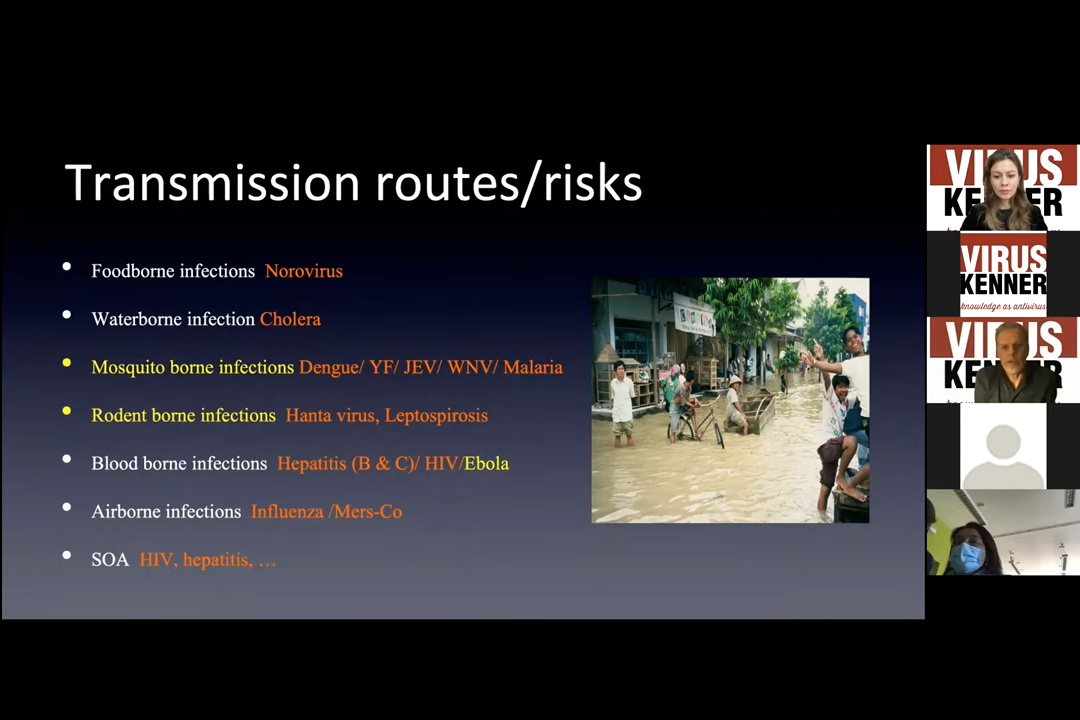 Transmission routes/risks
Foodborne infections Norovirus
Waterborne infection Cholera
Mosquito borne infections Dengue/ YF/ JEV/ WNV/ Malaria
Rodent borne infections Hanta virus, Leptospirosis
Blood borne infections Hepatitis (B & C)/ HIV/Ebola
Airborne infections Influenza /Mers-Co
SOA HIV, hepatitis, …
VIRUS
KENNER
VIRUS
KENNER
knowledge as antivirus
VIRUS
KENNER